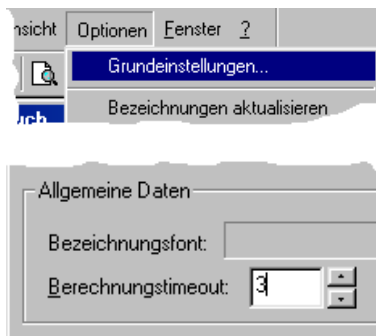 nsicht Optionen Fenster ?
Grundeinstellungen...
Bezeichnungen aktualisieren
uch
Allgemeine Daten
Bezeichnungsfont:
Berechnungstimeout: 3